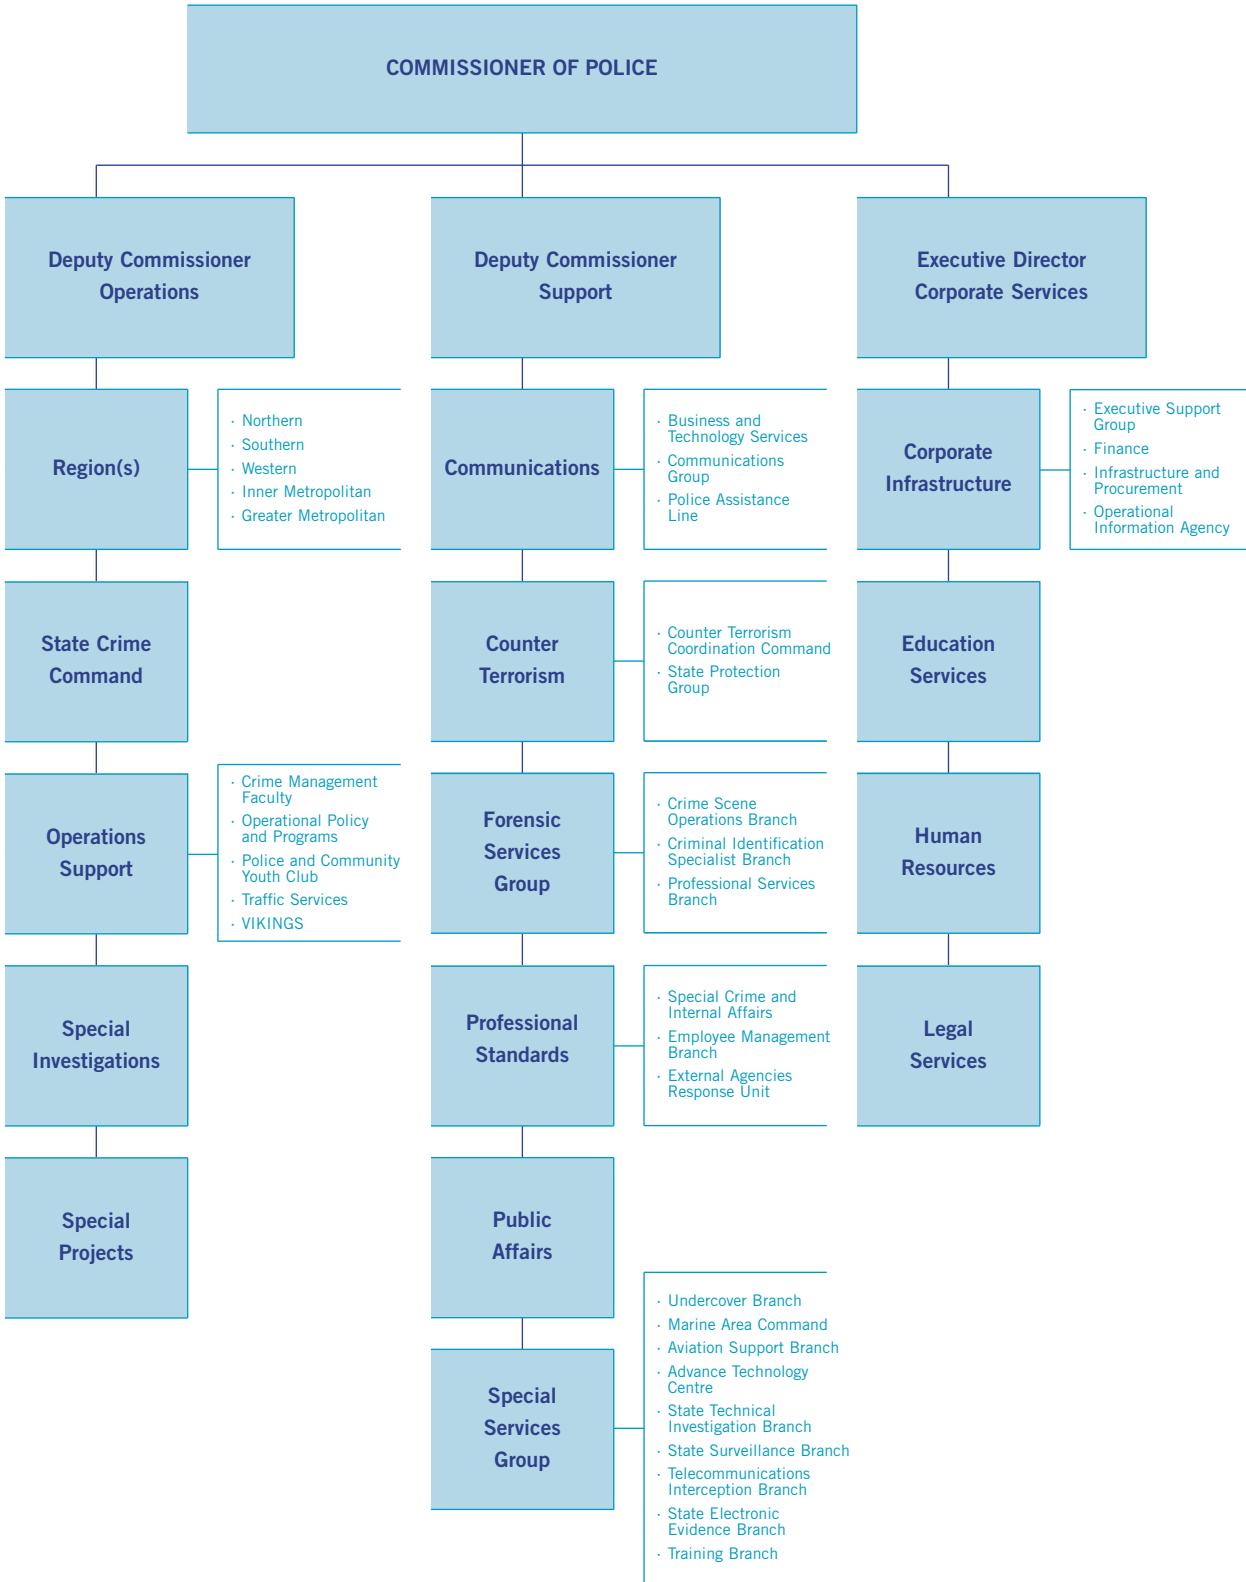 COMMISSIONER OF POLICE
Deputy Commissioner
Operations
Region(s)
· Northern
· Southern
· Western
· Inner Metropolitan
· Greater Metropolitan
State Crime
Command
Operations
Support
· Crime Management
Faculty
· Operational Policy
and Programs
· Police and Community
Youth Club
· Traffic Services
· VIKINGS
Special
Investigations
Special
Projects
Deputy Commissioner
Support
Communications
· Business and
Technology Services
· Communications
Group
· Police Assistance
Line
Counter
Terrorism
· Counter Terrorism
Coordination Command
· State Protection
Group
Forensic
Services
Group
· Crime Scene
Operations Branch
· Criminal Identification
Specialist Branch
· Professional Services
Branch
Professional
Standards
· Special Crime and
Internal Affairs
· Employee Management
Branch
· External Agencies
Response Unit
Public
Affairs
Special
Services
Group
· Undercover Branch
· Marine Area Command
· Aviation Support Branch
· Advance Technology
Centre
· State Technical
Investigation Branch
· State Surveillance Branch
· Telecommunications
Interception Branch
· State Electronic
Evidence Branch
· Training Branch
Executive Director
Corporate Services
Corporate
Infrastructure
· Executive Support
Group
· Finance
· Infrastructure and
Procurement
· Operational
Information Agency
Education
Services
Human
Resources
Legal
Services